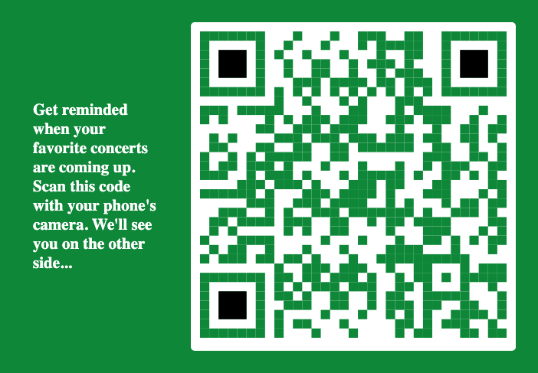 Get reminded
when your
favorite concerts
are coming up.
Scan this code
with your phone's
camera. We'll see
you on the other
side...